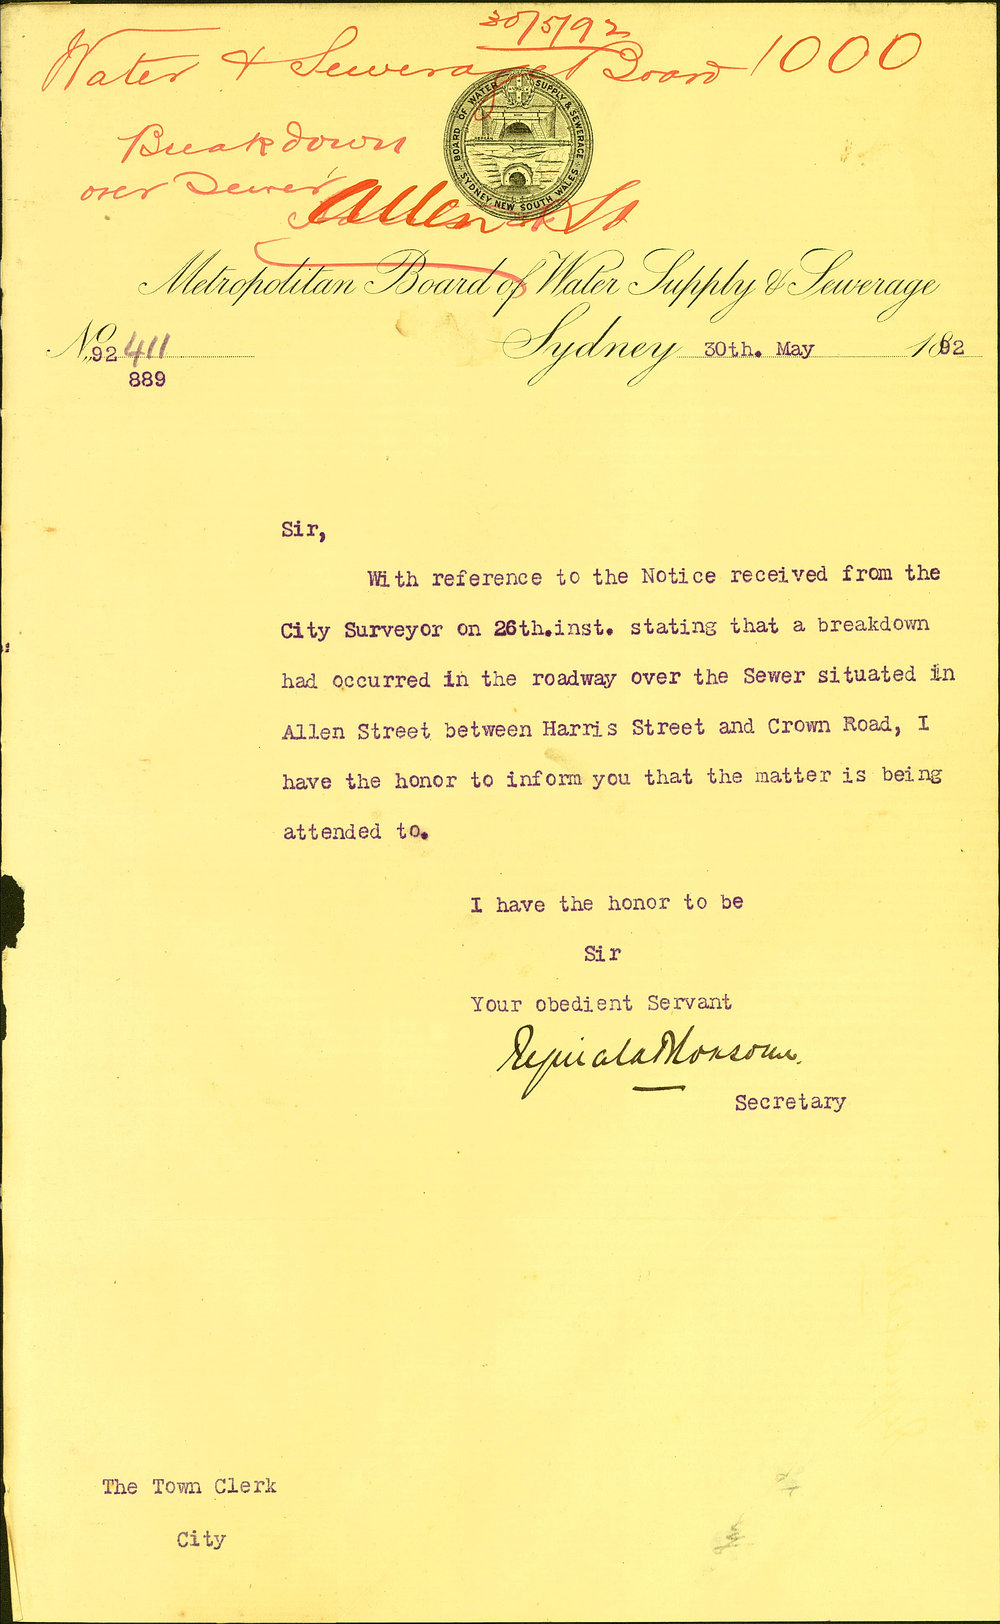 30/5/92
Water & Sewerage Board 1000
Breakdown
over Sewer
Allen St
BOARD OF WATER SUPPLY & SEWERAGE
SYDNEY NEW SOUTH WALES
Metropolitan Board of Water Supply & Sewerage
No. 92 411
889
Sydney 30th. May 1892
Sir,
With reference to the Notice received from the
City Surveyor on 26th.inst. stating that a breakdown
had occurred in the roadway over the Sewer situated in
Allen Street between Harris Street and Crown Road, I
have the honor to inform you that the matter is being
attended to.
I have the honor to be
Sir
Your obedient Servant
Secretary
The Town Clerk
City